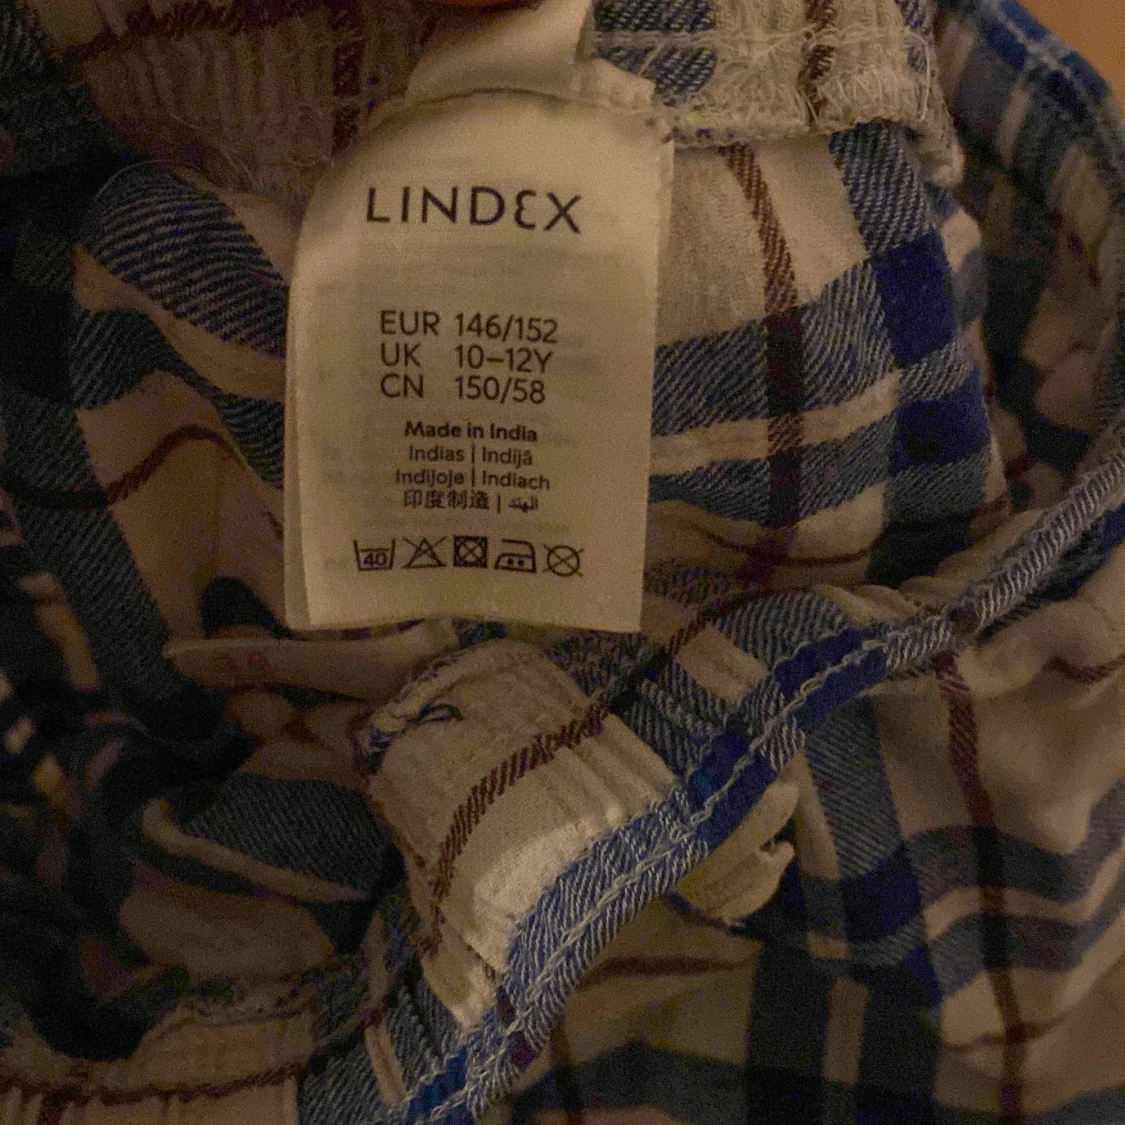 LINDEX
EUR 146/152
UK 10–12Y
CN 150/58
Made in India
Indias | Indijā
Indijoje | Indiach
印度制造 | الهند
40